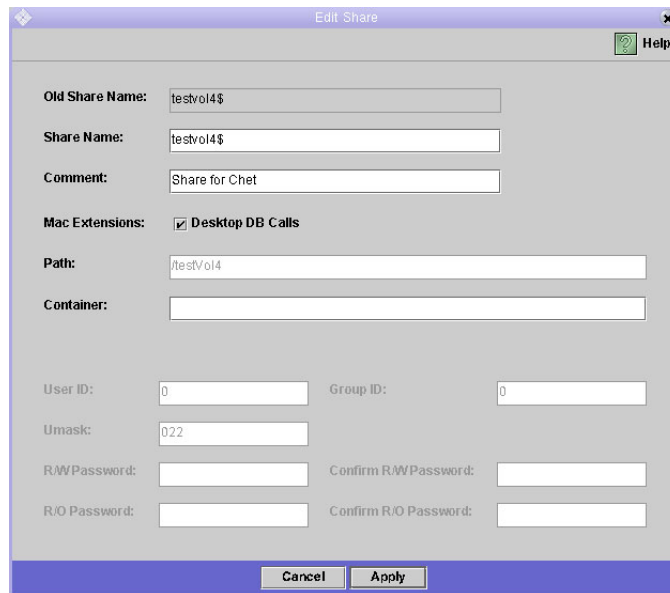 Edit Share
Help
Old Share Name: testvol4$
Share Name: testvol4$
Comment: Share for Chet
Mac Extensions: Desktop DB Calls
Path: /testVol4
Container:
User ID: 0 Group ID: 0
Umask: 022
R/W Password: Confirm R/W Password:
R/O Password: Confirm R/O Password:
Cancel Apply